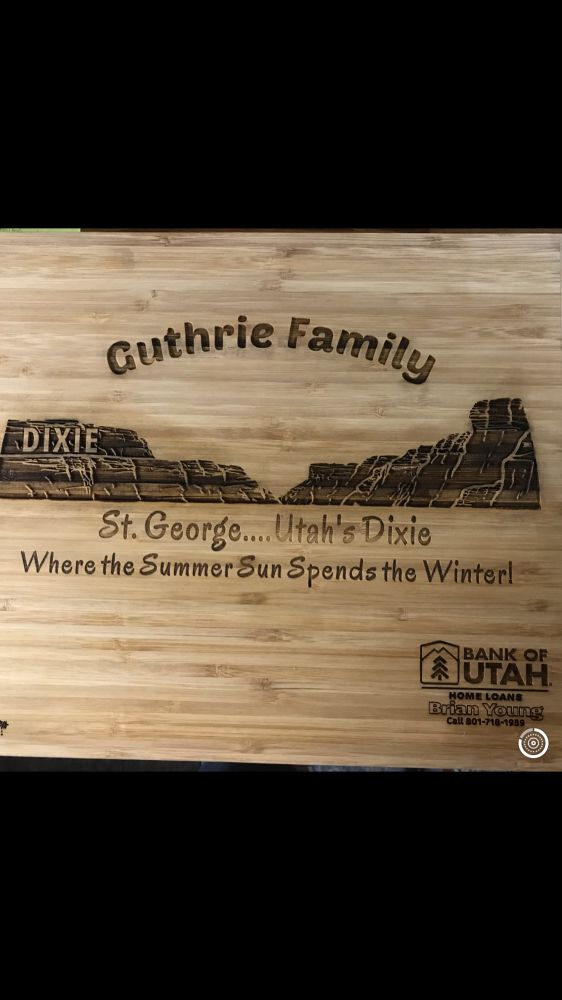 Guthrie Family
DIXIE
St. George.... Utah's Dixie
Where the Summer Sun Spends the Winter!
BANK OF
UTAH
HOME LOANS
Brian Young
Call 801-718-1989